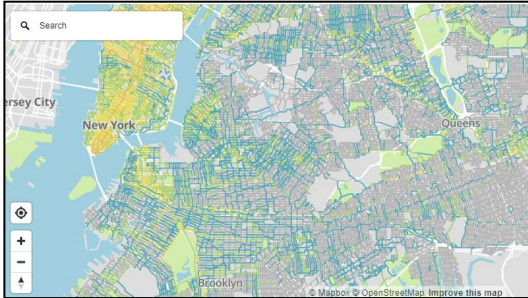 Search
ersey City
New York
Queens
Brooklyn
© Mapbox © OpenStreetMap Improve this map